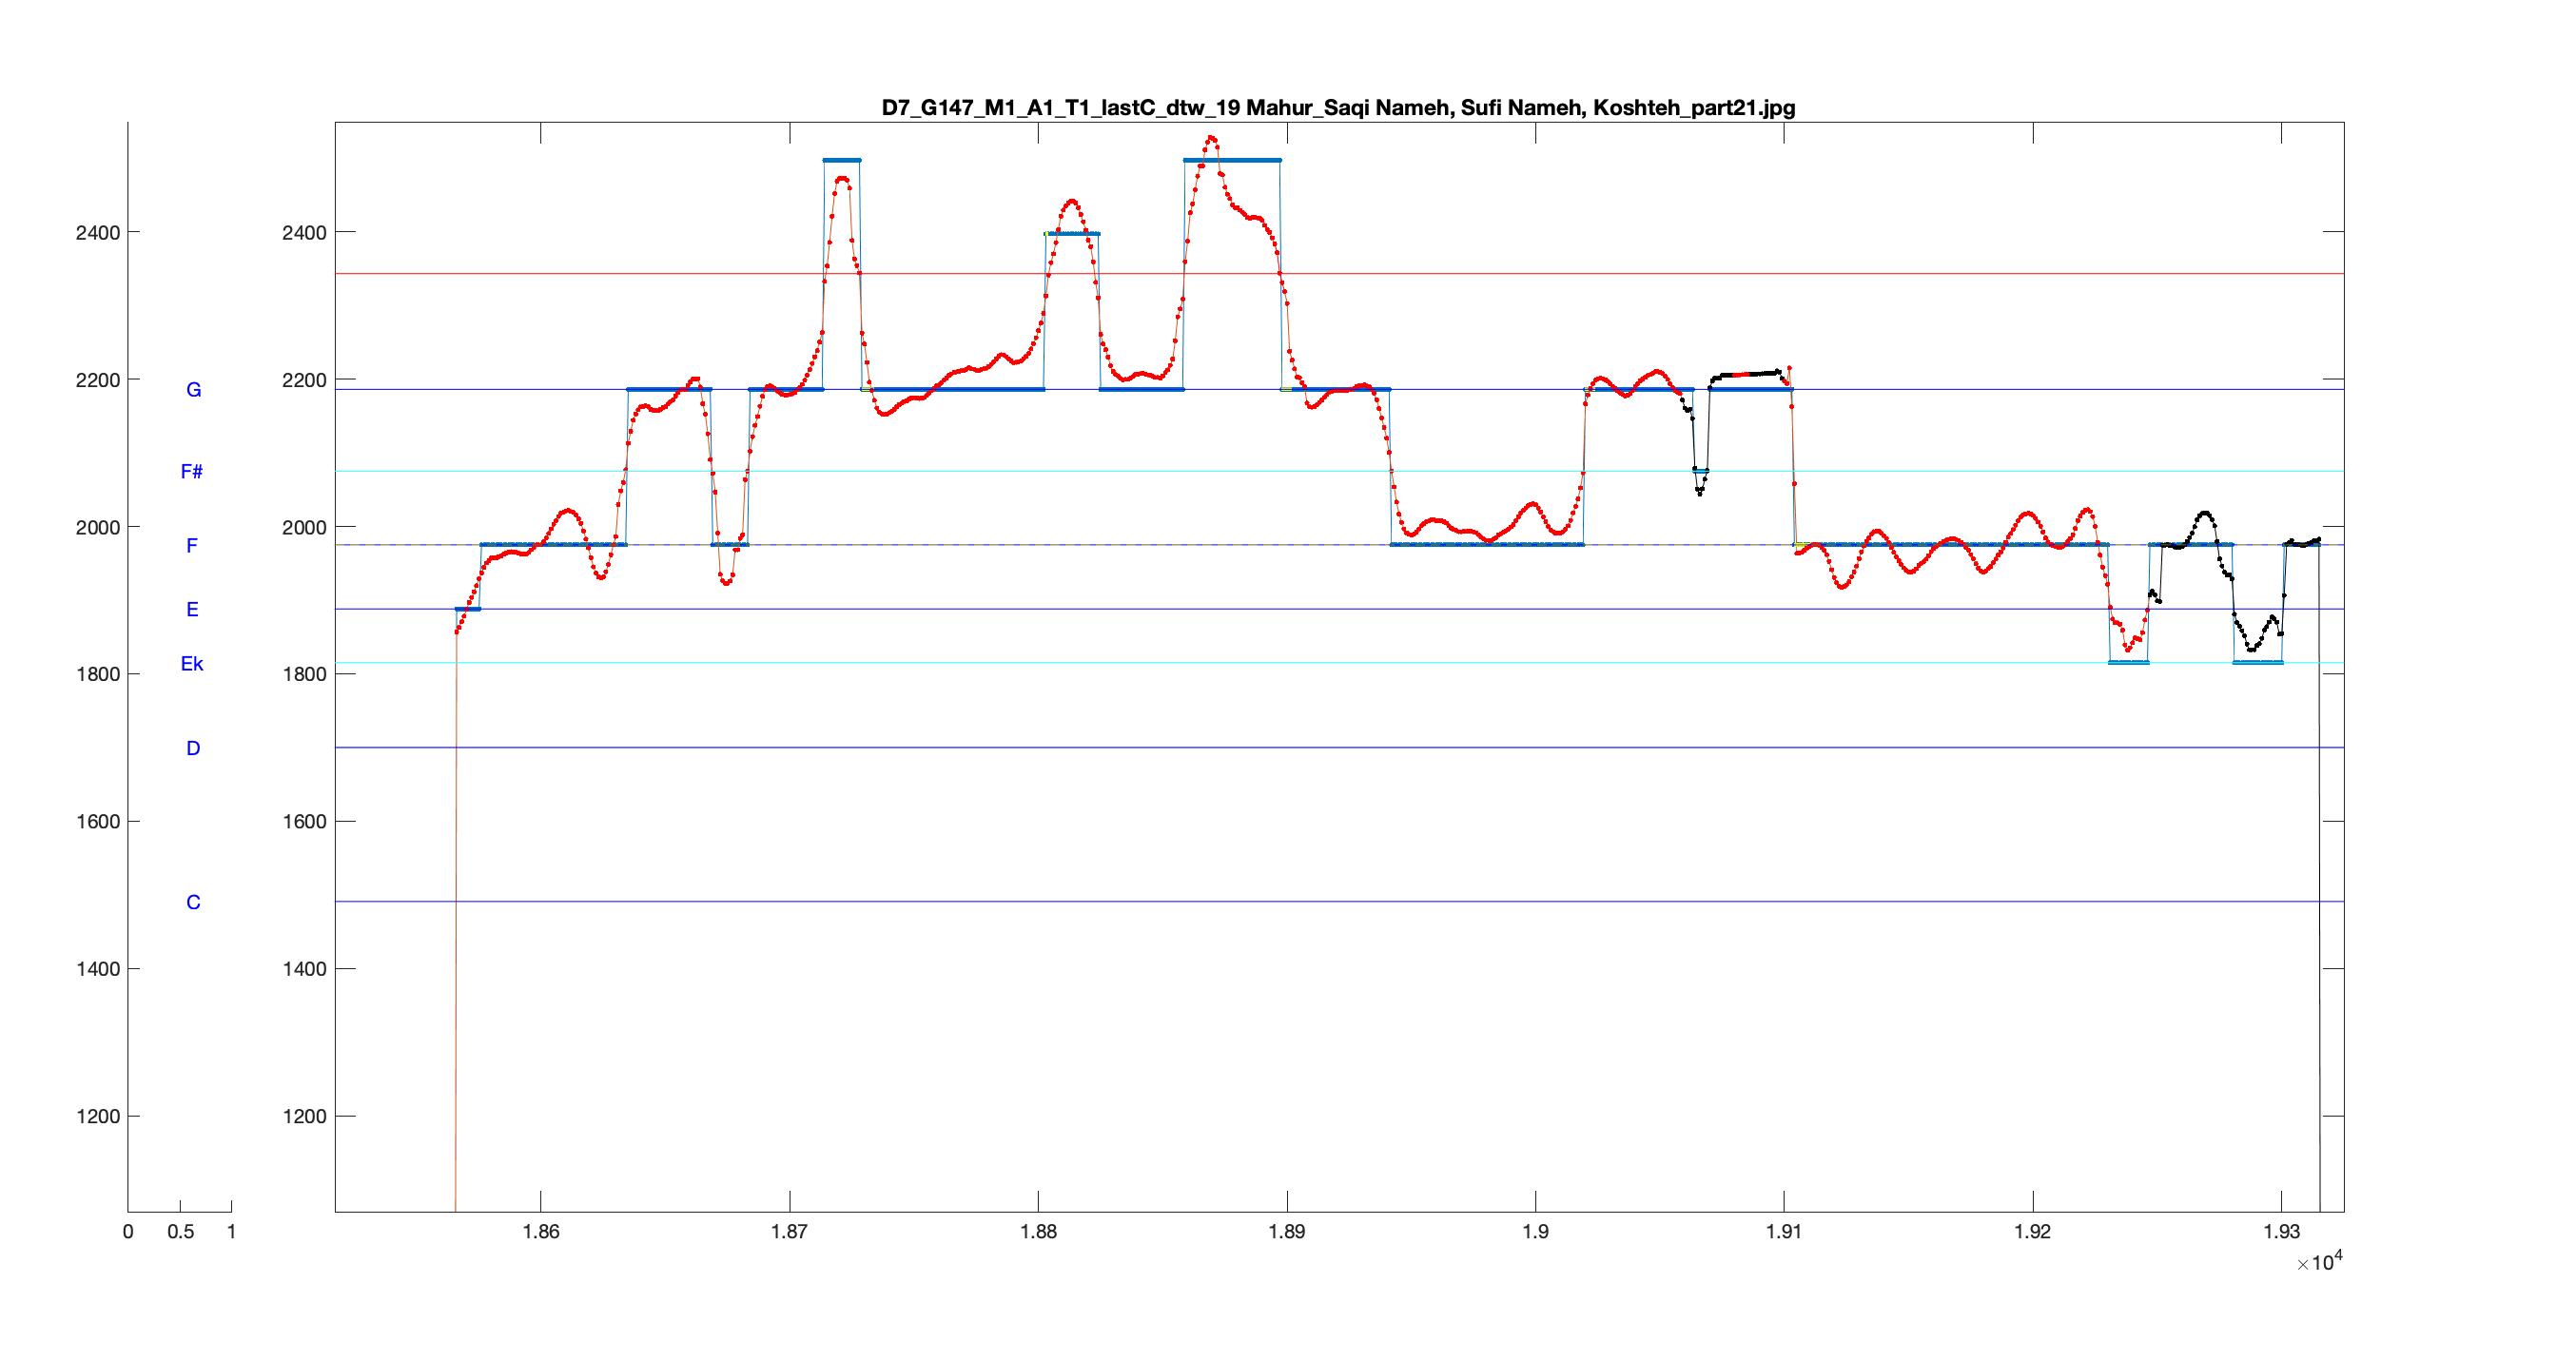 D7_G147_M1_A1_T1_lastC_dtw_19 Mahur_Saqi Nameh, Sufi Nameh, Koshteh_part21.jpg
2400 2400
2200 G 2200
F#
2000 F 2000
E
1800 Ek 1800
D
1600 1600
C
1400 1400
1200 1200
0 0.5 1 1.86 1.87 1.88 1.89 1.9 1.91 1.92 1.93
×10⁴